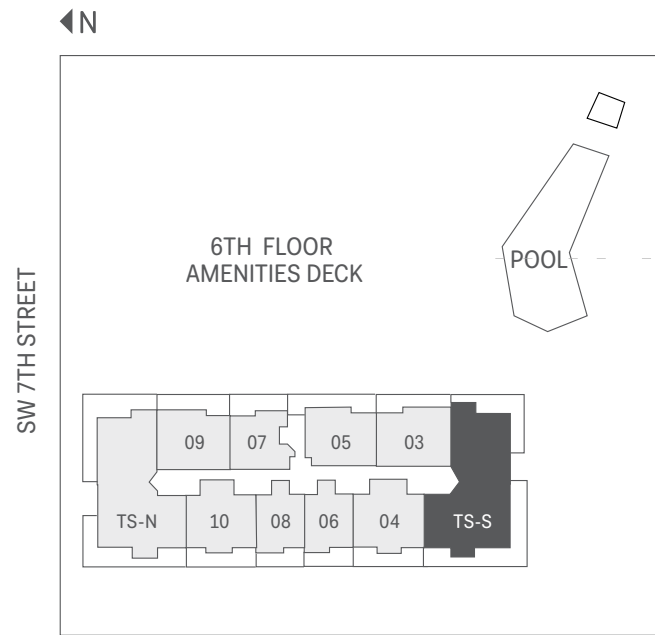 N
6TH FLOOR
AMENITIES DECK
POOL
SW 7TH STREET
09
07
05
03
TS-N
10
08
06
04
TS-S